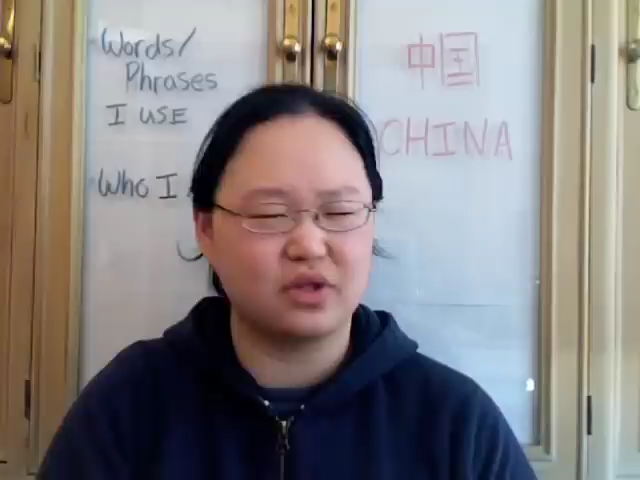 Words/
Phrases
I USE
Who I
中国
CHINA